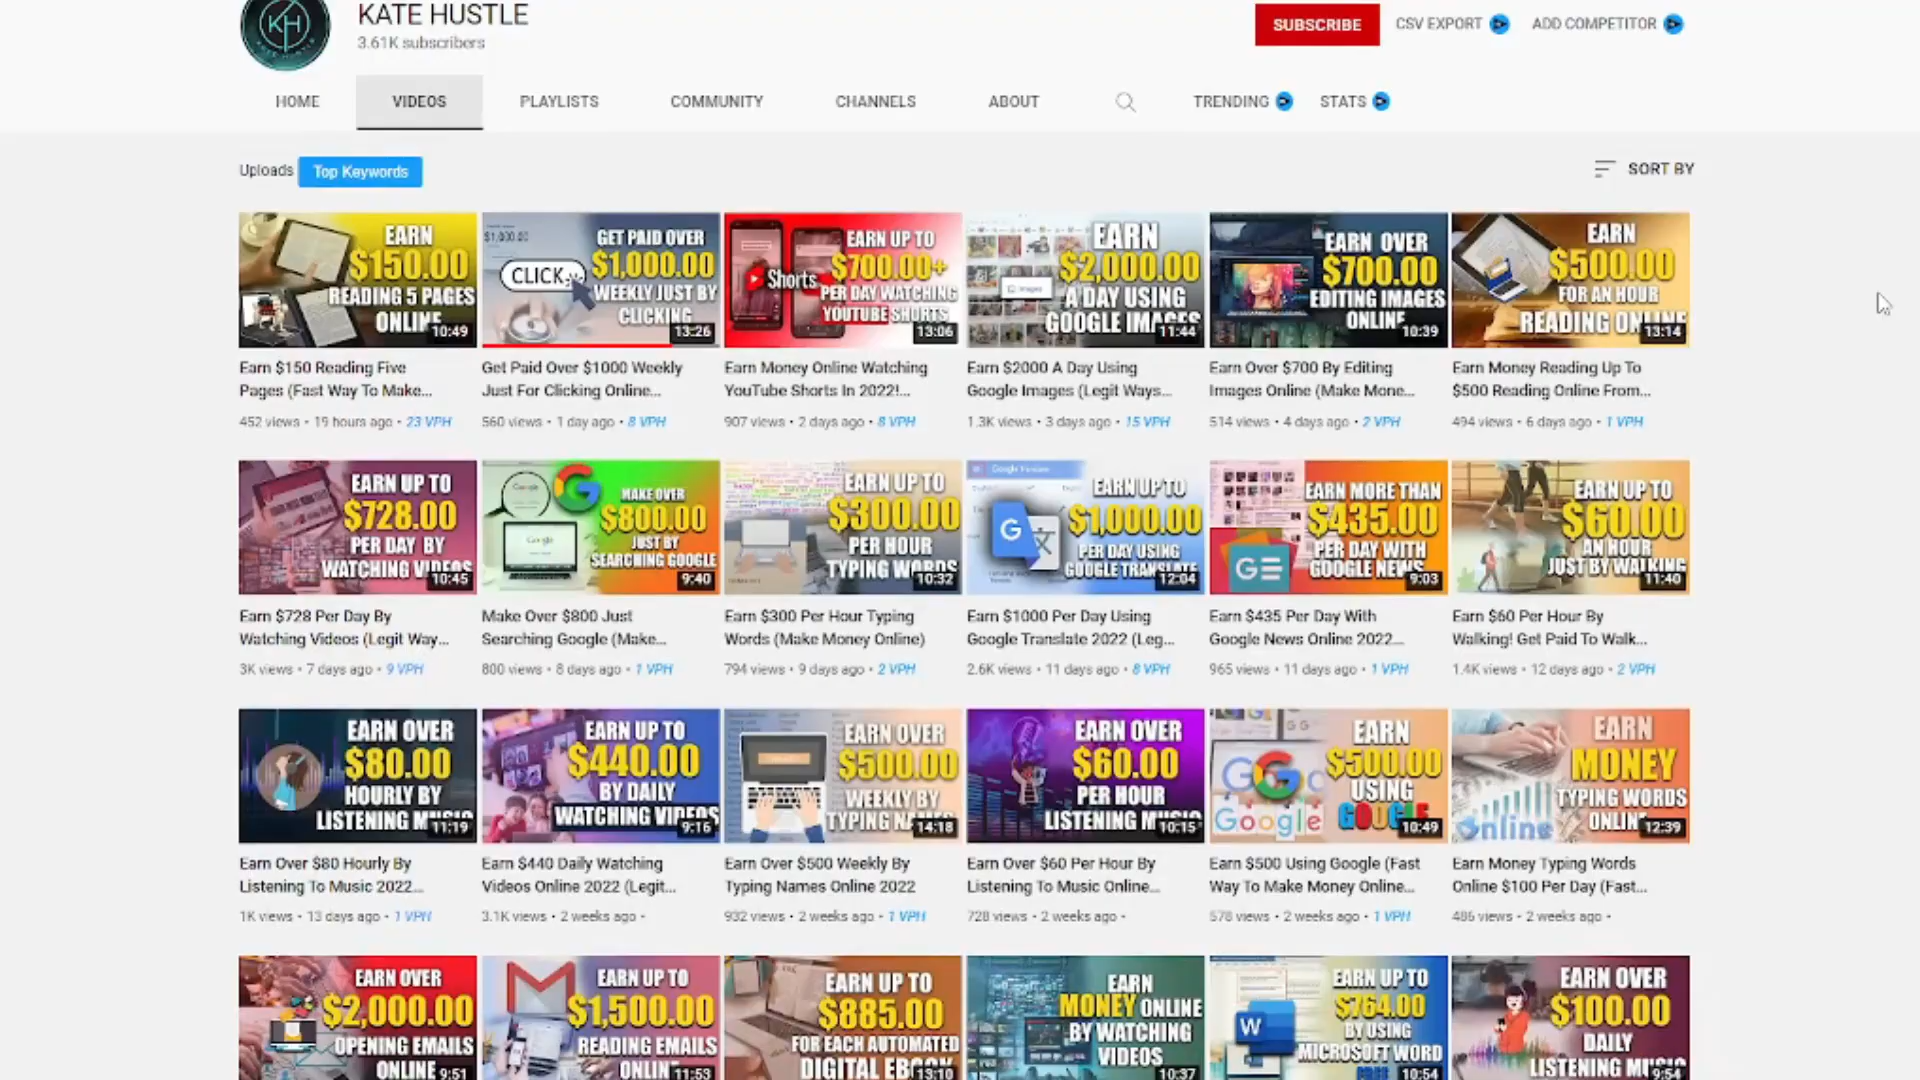 KATE HUSTLE
3.61K subscribers
SUBSCRIBE
CSV EXPORT
ADD COMPETITOR
HOME
VIDEOS
PLAYLISTS
COMMUNITY
CHANNELS
ABOUT
TRENDING
STATS
Uploads
Top Keywords
SORT BY
EARN
$150.00
READING 5 PAGES
ONLINE
10:49
$1,000.00
CLICK
GET PAID OVER
$1,000.00
WEEKLY JUST BY
CLICKING
13:26
Shorts
EARN UP TO
$700.00+
PER DAY WATCHING
YOUTUBE SHORTS
13:06
EARN
$2,000.00
A DAY USING
GOOGLE IMAGES
11:44
EARN OVER
$700.00
EDITING IMAGES
ONLINE
10:39
EARN
$500.00
FOR AN HOUR
READING ONLINE
13:14
Earn $150 Reading Five
Pages (Fast Way To Make...
452 views • 19 hours ago • 23 VPH
Get Paid Over $1000 Weekly
Just For Clicking Online...
560 views • 1 day ago • 8 VPH
Earn Money Online Watching
YouTube Shorts In 2022!...
907 views • 2 days ago • 8 VPH
Earn $2000 A Day Using
Google Images (Legit Ways...
1.3K views • 3 days ago • 15 VPH
Earn Over $700 By Editing
Images Online (Make Mone...
514 views • 4 days ago • 2 VPH
Earn Money Reading Up To
$500 Reading Online From...
494 views • 6 days ago • 1 VPH
EARN UP TO
$728.00
PER DAY BY
WATCHING VIDEOS
10:45
Google
MAKE OVER
$800.00
JUST BY
SEARCHING GOOGLE
9:40
EARN UP TO
$300.00
PER HOUR
TYPING WORDS
10:32
EARN UP TO
$1,000.00
PER DAY USING
GOOGLE TRANSLATE
12:04
EARN MORE THAN
$435.00
PER DAY WITH
GOOGLE NEWS
9:03
EARN UP TO
$60.00
AN HOUR
JUST BY WALKING
11:40
Earn $728 Per Day By
Watching Videos (Legit Way...
3K views • 7 days ago • 9 VPH
Make Over $800 Just
Searching Google (Make...
800 views • 8 days ago • 1 VPH
Earn $300 Per Hour Typing
Words (Make Money Online)
794 views • 9 days ago • 2 VPH
Earn $1000 Per Day Using
Google Translate 2022 (Leg...
2.6K views • 11 days ago • 8 VPH
Earn $435 Per Day With
Google News Online 2022...
965 views • 11 days ago • 1 VPH
Earn $60 Per Hour By
Walking! Get Paid To Walk...
1.4K views • 12 days ago • 2 VPH
EARN OVER
$80.00
HOURLY BY
LISTENING MUSIC
11:19
EARN UP TO
$440.00
BY DAILY
WATCHING VIDEOS
9:16
EARN OVER
$500.00
WEEKLY BY
TYPING NAMES
14:18
EARN OVER
$60.00
PER HOUR
LISTENING MUSIC
10:15
Google
EARN
$500.00
USING
GOOGLE
10:49
EARN
MONEY
TYPING WORDS
ONLINE
online
12:39
Earn Over $80 Hourly By
Listening To Music 2022...
1K views • 13 days ago • 1 VPH
Earn $440 Daily Watching
Videos Online 2022 (Legit...
3.1K views • 2 weeks ago •
Earn Over $500 Weekly By
Typing Names Online 2022
932 views • 2 weeks ago • 1 VPH
Earn Over $60 Per Hour By
Listening To Music Online...
728 views • 2 weeks ago •
Earn $500 Using Google (Fast
Way To Make Money Online...
578 views • 2 weeks ago • 1 VPH
Earn Money Typing Words
Online $100 Per Day (Fast...
486 views • 2 weeks ago •
EARN OVER
$2,000.00
OPENING EMAILS
ONLINE
9:51
EARN UP TO
$1,500.00
READING EMAILS
ONLINE
11:53
EARN UP TO
$885.00
FOR EACH AUTOMATED
DIGITAL EBOOK
13:10
EARN
MONEY ONLINE
BY WATCHING
VIDEOS
10:37
W
EARN UP TO
$764.00
BY USING
MICROSOFT WORD
FREE
10:54
EARN OVER
$100.00
DAILY
LISTENING MUSIC
9:54